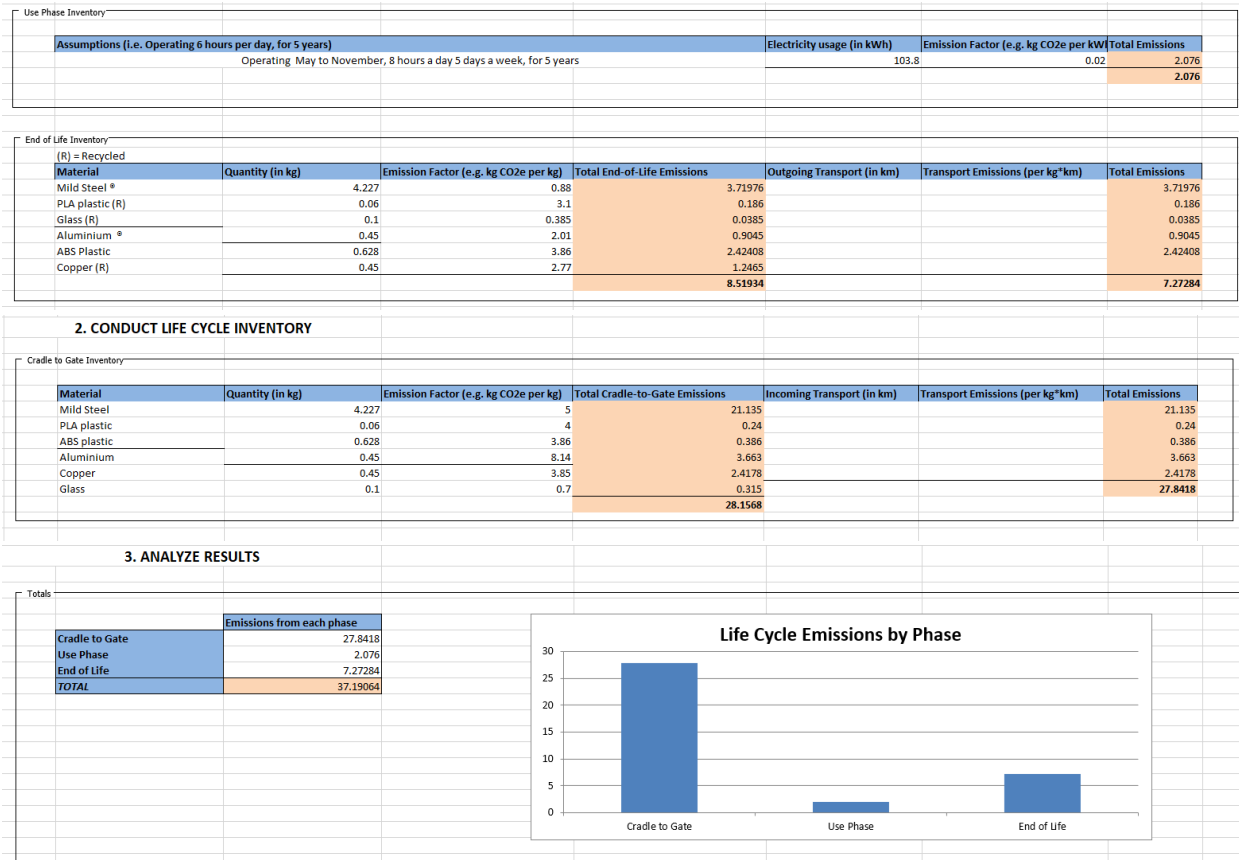 Use Phase Inventory
Assumptions (i.e. Operating 6 hours per day, for 5 years) Electricity usage (in kWh) Emission Factor (e.g. kg CO2e per kWh Total Emissions
Operating May to November, 8 hours a day 5 days a week, for 5 years 103.8 0.02 2.076
2.076
End of Life Inventory
(R) = Recycled
Material Quantity (in kg) Emission Factor (e.g. kg CO2e per kg) Total End-of-Life Emissions Outgoing Transport (in km) Transport Emissions (per kg*km) Total Emissions
Mild Steel ® 4.227 0.88 3.71976 3.71976
PLA plastic (R) 0.06 3.1 0.186 0.186
Glass (R) 0.1 0.385 0.0385 0.0385
Aluminium ® 0.45 2.01 0.9045 0.9045
ABS Plastic 0.628 3.86 2.42408 2.42408
Copper (R) 0.45 2.77 1.2465
8.51934 7.27284
2. CONDUCT LIFE CYCLE INVENTORY
Cradle to Gate Inventory
Material Quantity (in kg) Emission Factor (e.g. kg CO2e per kg) Total Cradle-to-Gate Emissions Incoming Transport (in km) Transport Emissions (per kg*km) Total Emissions
Mild Steel 4.227 5 21.135 21.135
PLA plastic 0.06 4 0.24 0.24
ABS plastic 0.628 3.86 0.386 0.386
Aluminium 0.45 8.14 3.663 3.663
Copper 0.45 3.85 2.4178 2.4178
Glass 0.1 0.7 0.315 27.8418
28.1568
3. ANALYZE RESULTS
Totals
Emissions from each phase
Cradle to Gate 27.8418
Use Phase 2.076
End of Life 7.27284
TOTAL 37.19064
Life Cycle Emissions by Phase
30
25
20
15
10
5
0
Cradle to Gate Use Phase End of Life